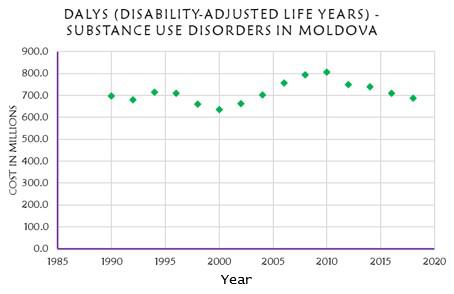 DALYS (DISABILITY-ADJUSTED LIFE YEARS) -
SUBSTANCE USE DISORDERS IN MOLDOVA
COST IN MILLIONS
900.0
800.0
700.0
600.0
500.0
400.0
300.0
200.0
100.0
0.0
1985 1990 1995 2000 2005 2010 2015 2020
Year